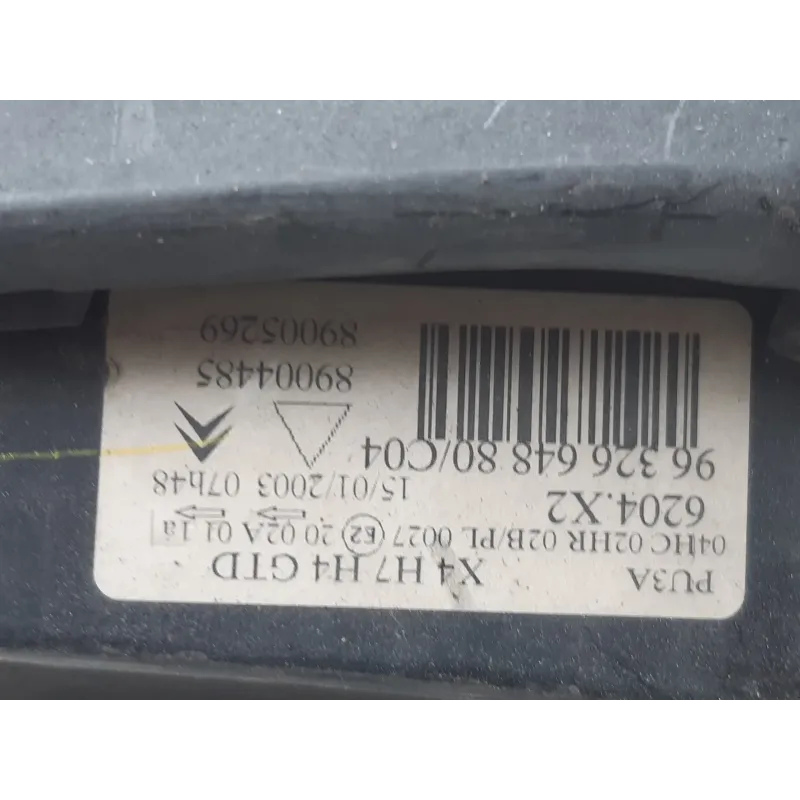 PU3A X4 H7 H4 GTD
04HC 02HR 02B/PL 0027 E2 20 02A 01 1a
6204.X2 15/01/2003 07h48
96 326 648 80/C04
89004485
89005269